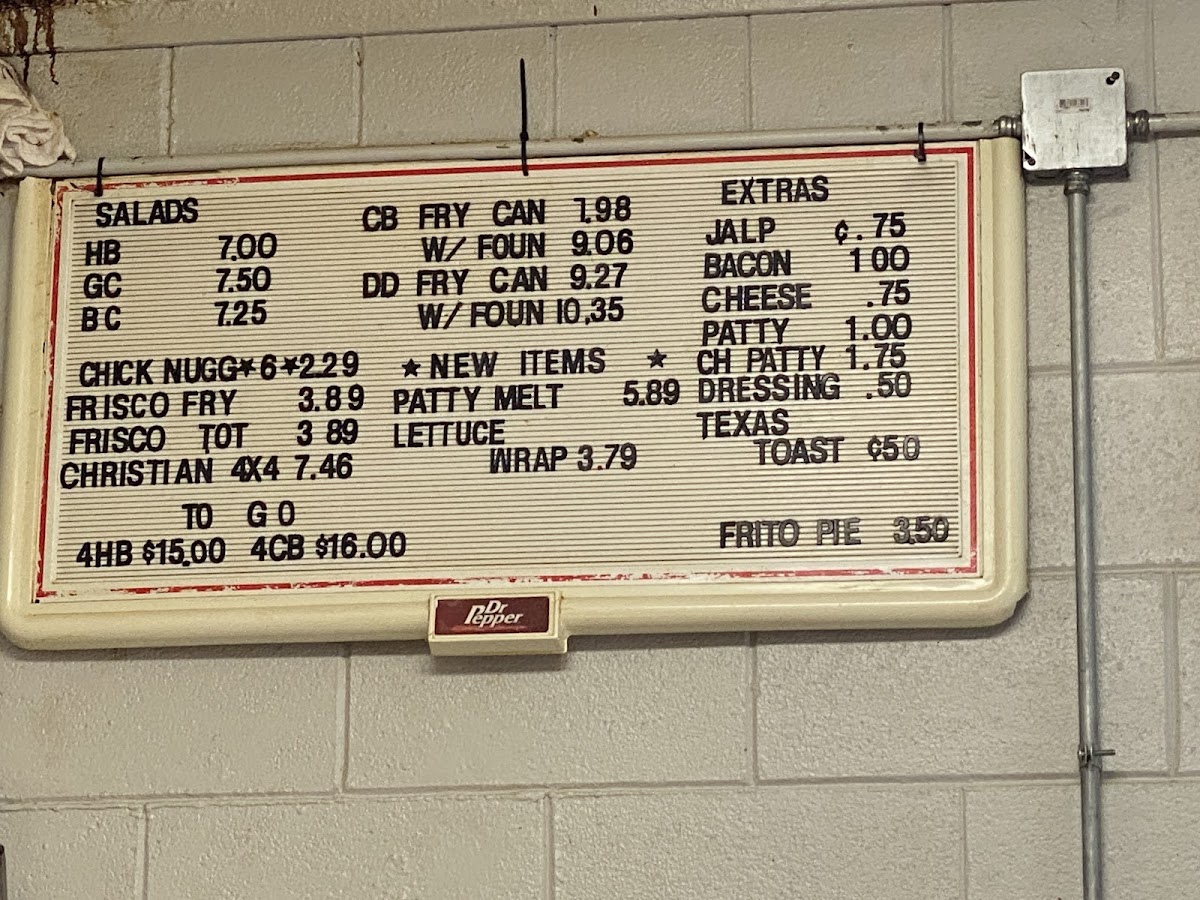 SALADS
HB 7.00
GC 7.50
BC 7.25
CHICK NUGG*6*2.29
FRISCO FRY 3.89
FRISCO TOT 3 89
CHRISTIAN 4X4 7.46
TO GO
4HB $15.00 4CB $16.00
CB FRY CAN 7.98
W/ FOUN 9.06
DD FRY CAN 9.27
W/ FOUN 10,35
★ NEW ITEMS ★
PATTY MELT 5.89
LETTUCE
WRAP 3.79
EXTRAS
JALP ¢.75
BACON 1 00
CHEESE .75
PATTY 1.00
CH PATTY 1.75
DRESSING .50
TEXAS
TOAST ¢50
FRITO PIE 3.50
Dr
Pepper